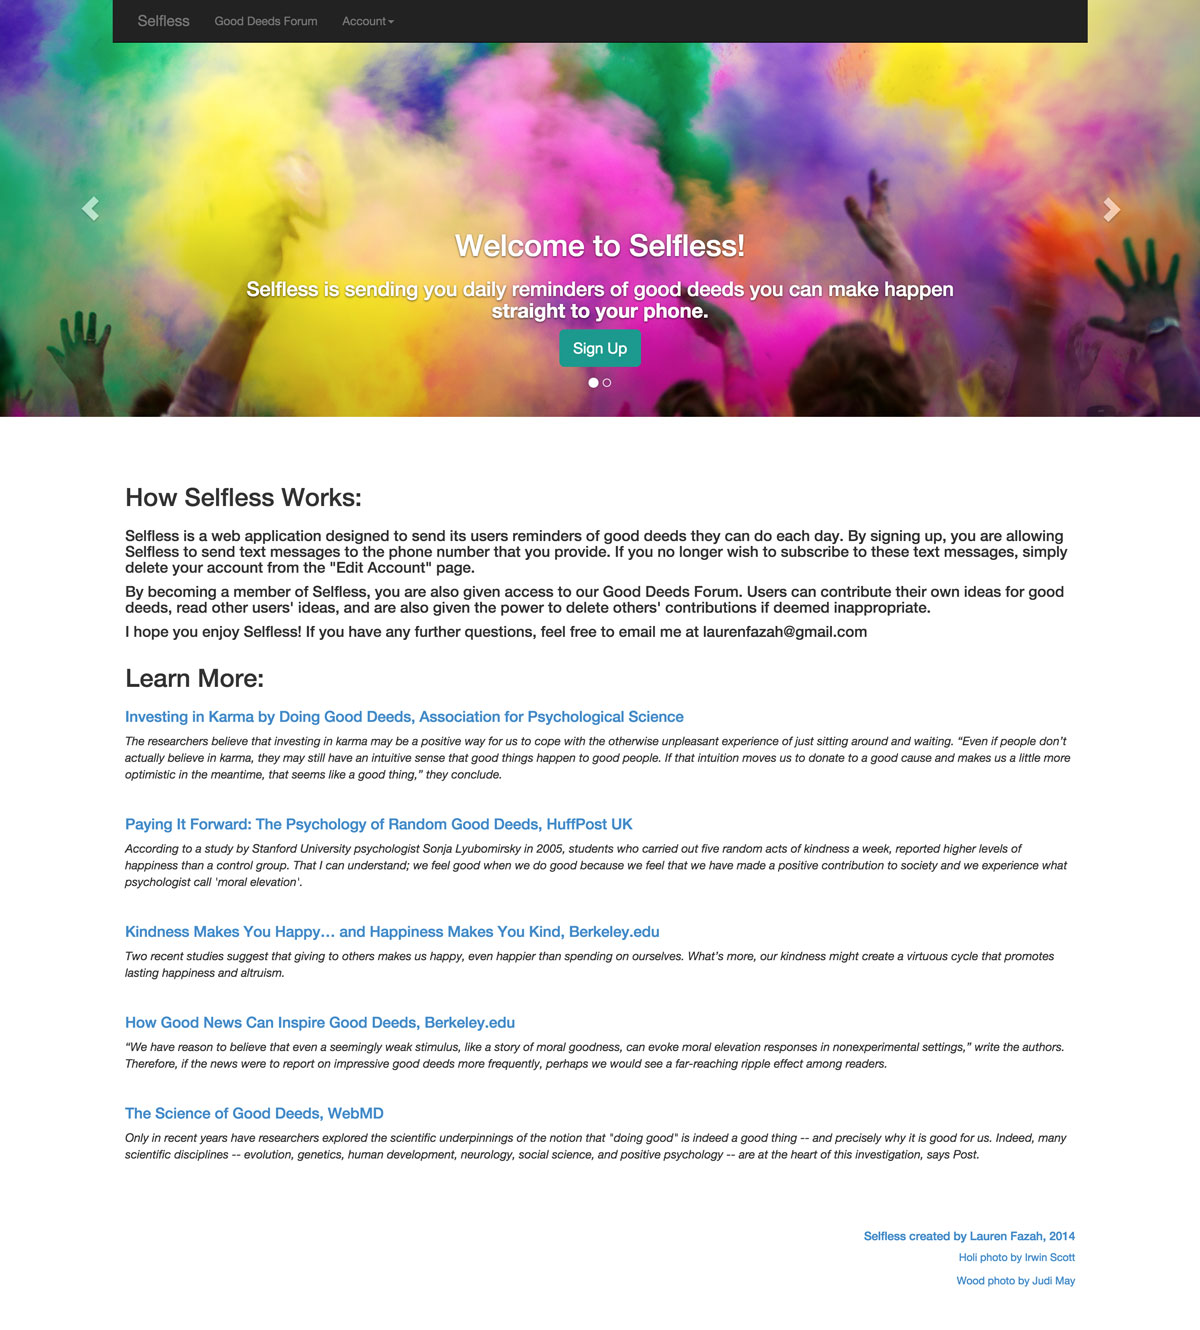 Selfless Good Deeds Forum Account
Welcome to Selfless!
Selfless is sending you daily reminders of good deeds you can make happen
straight to your phone.
Sign Up
How Selfless Works:
Selfless is a web application designed to send its users reminders of good deeds they can do each day. By signing up, you are allowing
Selfless to send text messages to the phone number that you provide. If you no longer wish to subscribe to these text messages, simply
delete your account from the "Edit Account" page.
By becoming a member of Selfless, you are also given access to our Good Deeds Forum. Users can contribute their own ideas for good
deeds, read other users' ideas, and are also given the power to delete others' contributions if deemed inappropriate.
I hope you enjoy Selfless! If you have any further questions, feel free to email me at laurenfazah@gmail.com
Learn More:
Investing in Karma by Doing Good Deeds, Association for Psychological Science
The researchers believe that investing in karma may be a positive way for us to cope with the otherwise unpleasant experience of just sitting around and waiting. “Even if people don’t
actually believe in karma, they may still have an intuitive sense that good things happen to good people. If that intuition moves us to donate to a good cause and makes us a little more
optimistic in the meantime, that seems like a good thing,” they conclude.
Paying It Forward: The Psychology of Random Good Deeds, HuffPost UK
According to a study by Stanford University psychologist Sonja Lyubomirsky in 2005, students who carried out five random acts of kindness a week, reported higher levels of
happiness than a control group. That I can understand; we feel good when we do good because we feel that we have made a positive contribution to society and we experience what
psychologist call 'moral elevation'.
Kindness Makes You Happy… and Happiness Makes You Kind, Berkeley.edu
Two recent studies suggest that giving to others makes us happy, even happier than spending on ourselves. What’s more, our kindness might create a virtuous cycle that promotes
lasting happiness and altruism.
How Good News Can Inspire Good Deeds, Berkeley.edu
“We have reason to believe that even a seemingly weak stimulus, like a story of moral goodness, can evoke moral elevation responses in nonexperimental settings,” write the authors.
Therefore, if the news were to report on impressive good deeds more frequently, perhaps we would see a far-reaching ripple effect among readers.
The Science of Good Deeds, WebMD
Only in recent years have researchers explored the scientific underpinnings of the notion that "doing good" is indeed a good thing -- and precisely why it is good for us. Indeed, many
scientific disciplines -- evolution, genetics, human development, neurology, social science, and positive psychology -- are at the heart of this investigation, says Post.
Selfless created by Lauren Fazah, 2014
Holi photo by Irwin Scott
Wood photo by Judi May